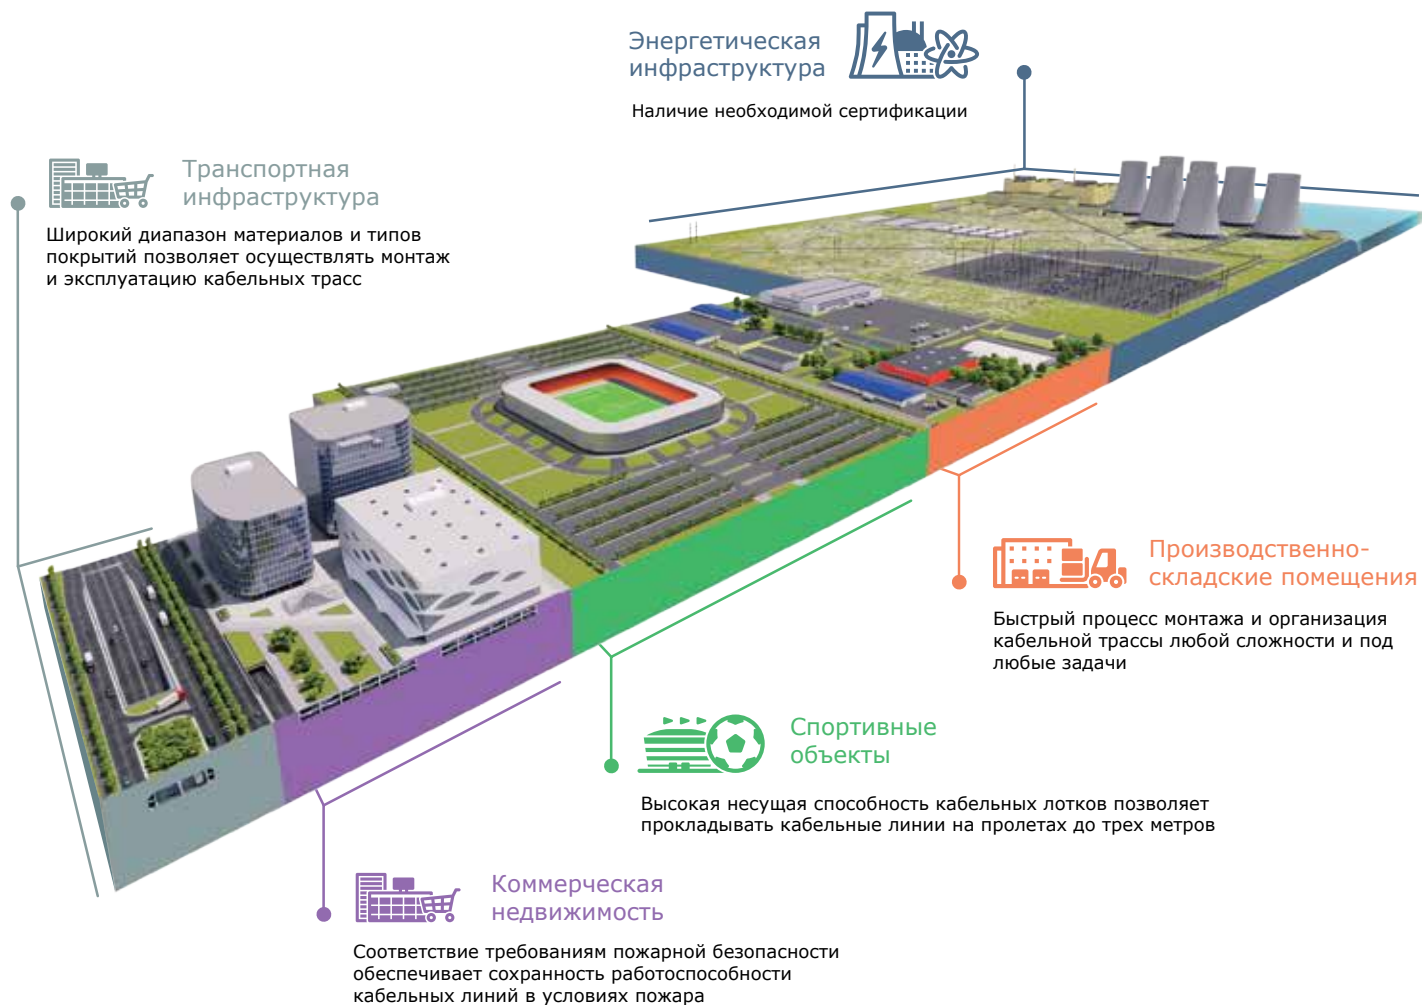 Энергетическая
инфраструктура
Наличие необходимой сертификации
Транспортная
инфраструктура
Широкий диапазон материалов и типов
покрытий позволяет осуществлять монтаж
и эксплуатацию кабельных трасс
Производственно-
складские помещения
Быстрый процесс монтажа и организация
кабельной трассы любой сложности и под
любые задачи
Спортивные
объекты
Высокая несущая способность кабельных лотков позволяет
прокладывать кабельные линии на пролетах до трех метров
Коммерческая
недвижимость
Соответствие требованиям пожарной безопасности
обеспечивает сохранность работоспособности
кабельных линий в условиях пожара